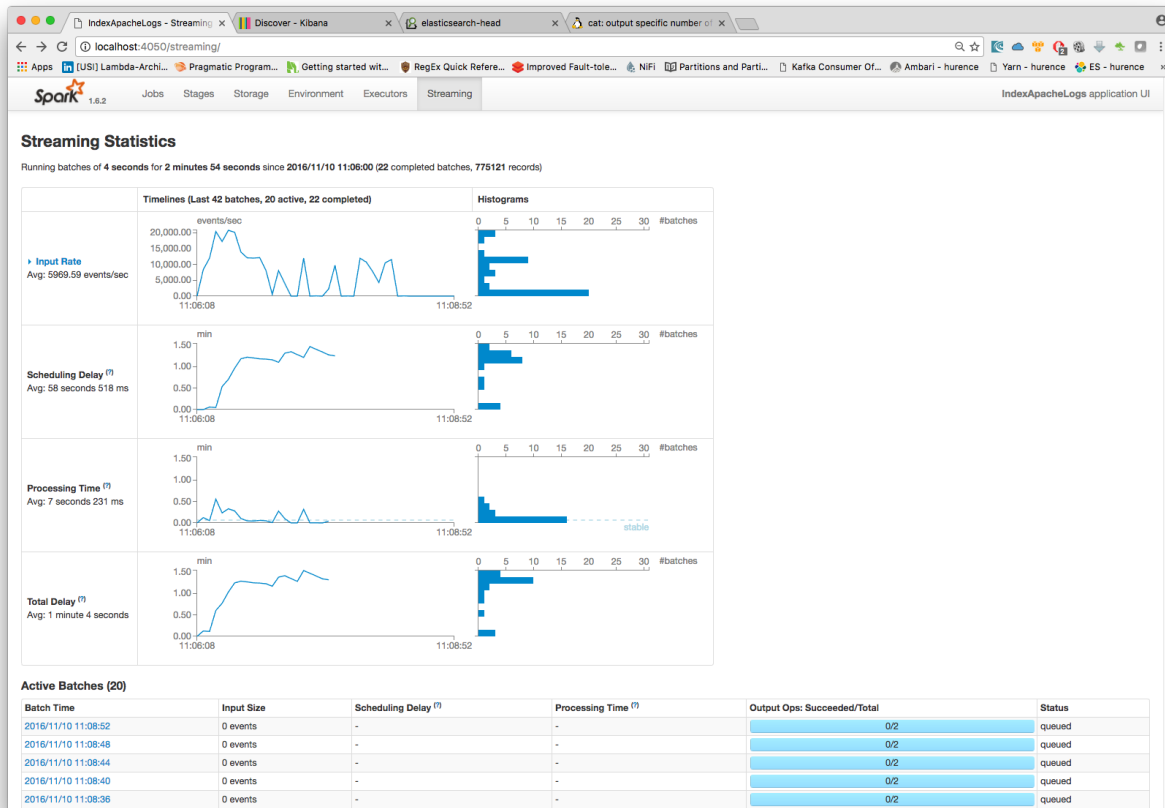 IndexApacheLogs - Streaming
Discover - Kibana
elasticsearch-head
cat: output specific number of
localhost:4050/streaming/
Apps [USI] Lambda-Archi... Pragmatic Program... Getting started wit... RegEx Quick Refere... Improved Fault-tole... NiFi Partitions and Parti... Kafka Consumer Of... Ambari - hurence Yarn - hurence ES - hurence »
Spark 1.6.2 Jobs Stages Storage Environment Executors Streaming IndexApacheLogs application UI
Streaming Statistics
Running batches of 4 seconds for 2 minutes 54 seconds since 2016/11/10 11:06:00 (22 completed batches, 775121 records)
Timelines (Last 42 batches, 20 active, 22 completed) Histograms
Input Rate
Avg: 5969.59 events/sec
events/sec
20,000.00
15,000.00
10,000.00
5,000.00
0.00
11:06:08 11:08:52
0 5 10 15 20 25 30 #batches
Scheduling Delay (?)
Avg: 58 seconds 518 ms
min
1.50
1.00
0.50
0.00
11:06:08 11:08:52
0 5 10 15 20 25 30 #batches
Processing Time (?)
Avg: 7 seconds 231 ms
min
1.50
1.00
0.50
0.00
11:06:08 11:08:52
0 5 10 15 20 25 30 #batches
stable
Total Delay (?)
Avg: 1 minute 4 seconds
min
1.50
1.00
0.50
0.00
11:06:08 11:08:52
0 5 10 15 20 25 30 #batches
Active Batches (20)
Batch Time Input Size Scheduling Delay (?) Processing Time (?) Output Ops: Succeeded/Total Status
2016/11/10 11:08:52 0 events - - 0/2 queued
2016/11/10 11:08:48 0 events - - 0/2 queued
2016/11/10 11:08:44 0 events - - 0/2 queued
2016/11/10 11:08:40 0 events - - 0/2 queued
2016/11/10 11:08:36 0 events - - 0/2 queued